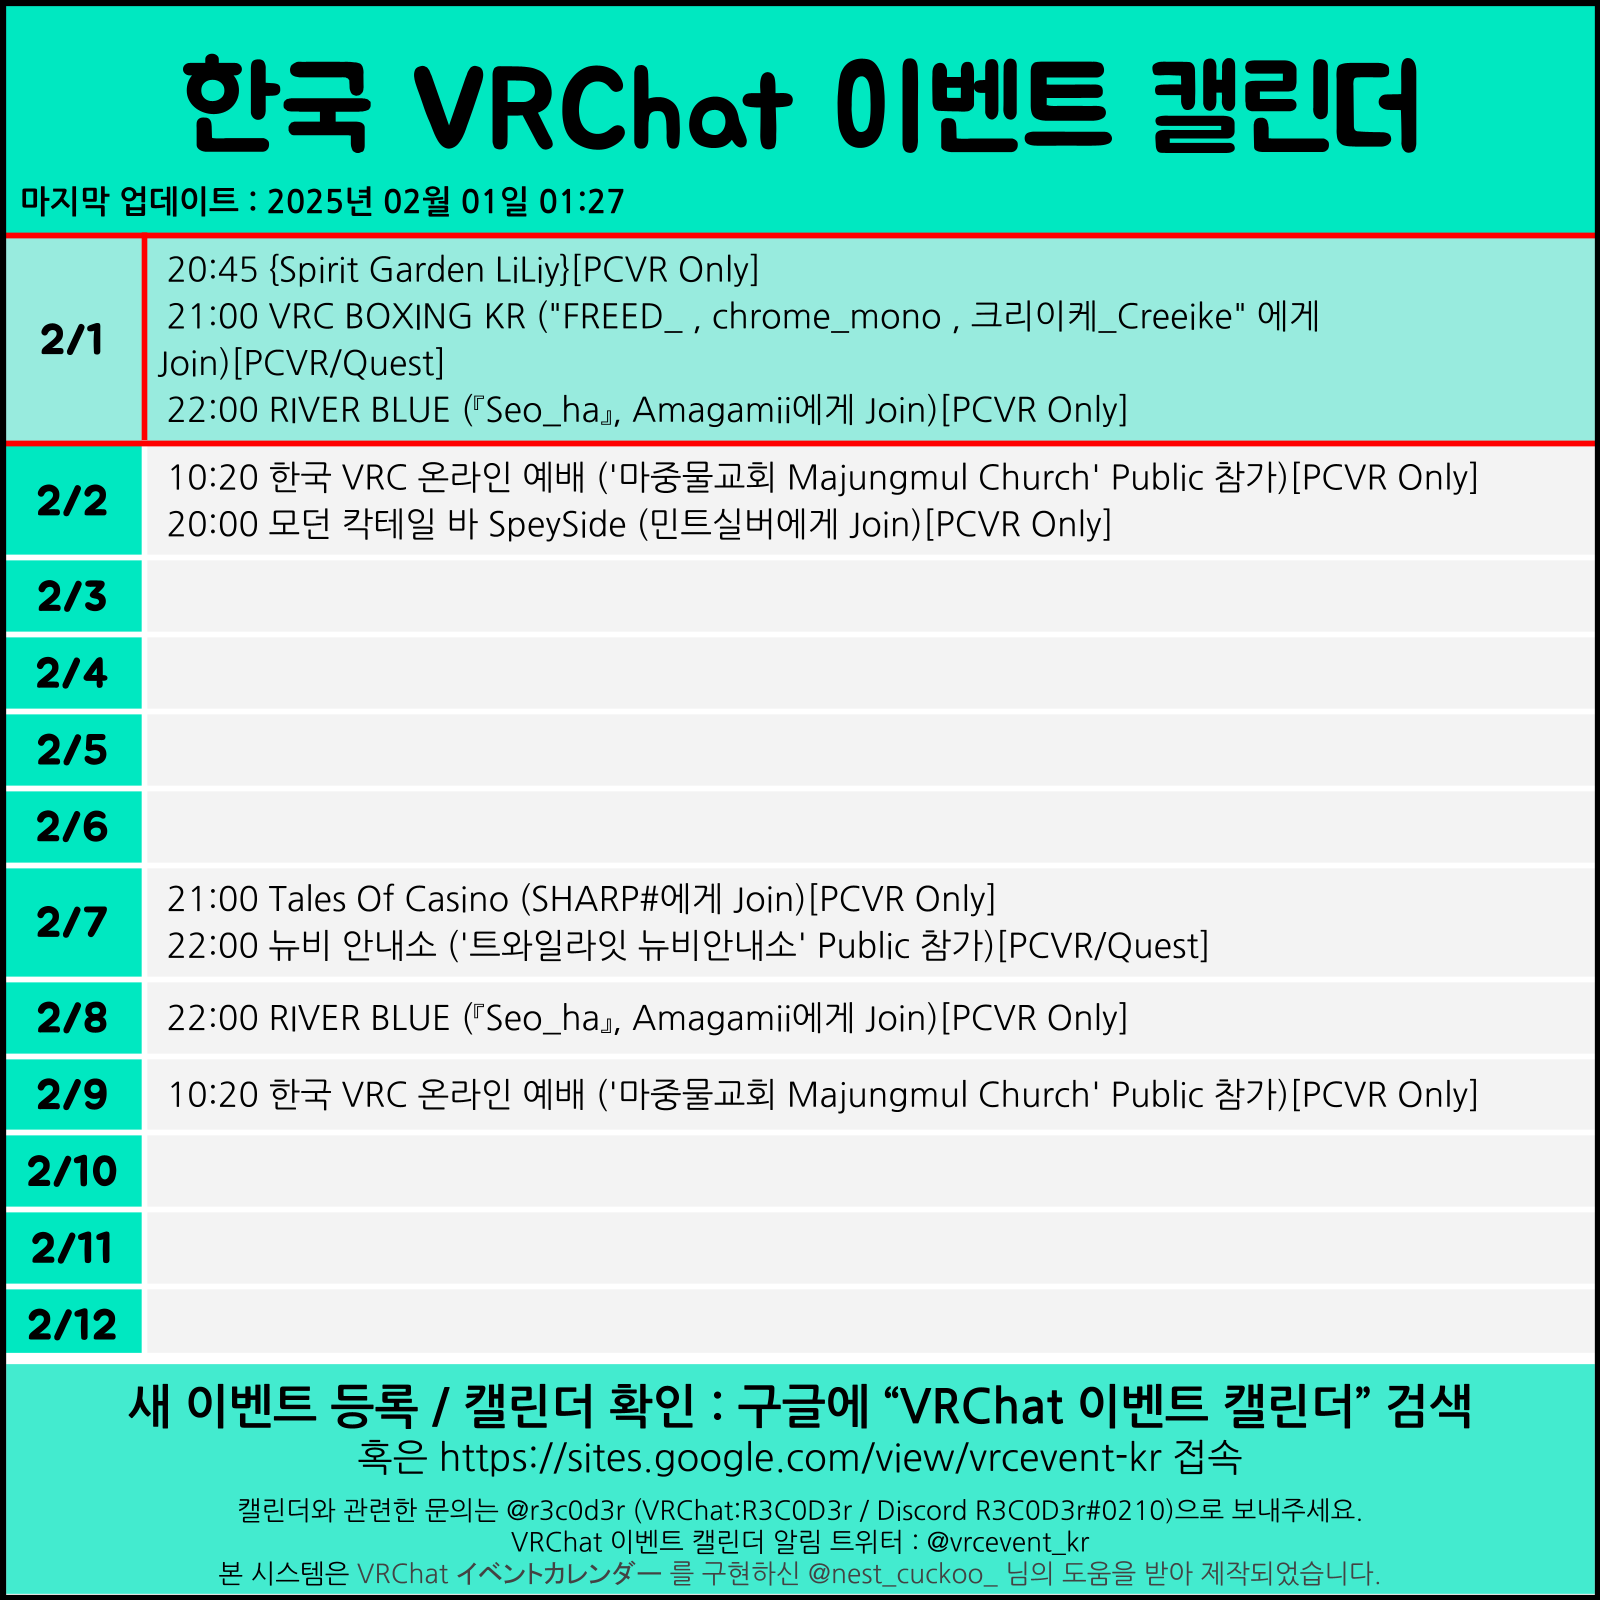 한국 VRChat 이벤트 캘린더
마지막 업데이트 : 2025년 02월 01일 01:27
2/1
20:45 {Spirit Garden LiLiy}[PCVR Only]
21:00 VRC BOXING KR ("FREED_ , chrome_mono , 크리이케_Creeike" 에게
Join)[PCVR/Quest]
22:00 RIVER BLUE (『Seo_ha』, Amagamii에게 Join)[PCVR Only]
2/2
10:20 한국 VRC 온라인 예배 ('마중물교회 Majungmul Church' Public 참가)[PCVR Only]
20:00 모던 칵테일 바 SpeySide (민트실버에게 Join)[PCVR Only]
2/3
2/4
2/5
2/6
2/7
21:00 Tales Of Casino (SHARP#에게 Join)[PCVR Only]
22:00 뉴비 안내소 ('트와일라잇 뉴비안내소' Public 참가)[PCVR/Quest]
2/8
22:00 RIVER BLUE (『Seo_ha』, Amagamii에게 Join)[PCVR Only]
2/9
10:20 한국 VRC 온라인 예배 ('마중물교회 Majungmul Church' Public 참가)[PCVR Only]
2/10
2/11
2/12
새 이벤트 등록 / 캘린더 확인 : 구글에 “VRChat 이벤트 캘린더” 검색
혹은 https://sites.google.com/view/vrcevent-kr 접속
캘린더와 관련한 문의는 @r3c0d3r (VRChat:R3C0D3r / Discord R3C0D3r#0210)으로 보내주세요.
VRChat 이벤트 캘린더 알림 트위터 : @vrcevent_kr
본 시스템은 VRChat イベントカレンダー 를 구현하신 @nest_cuckoo_ 님의 도움을 받아 제작되었습니다.